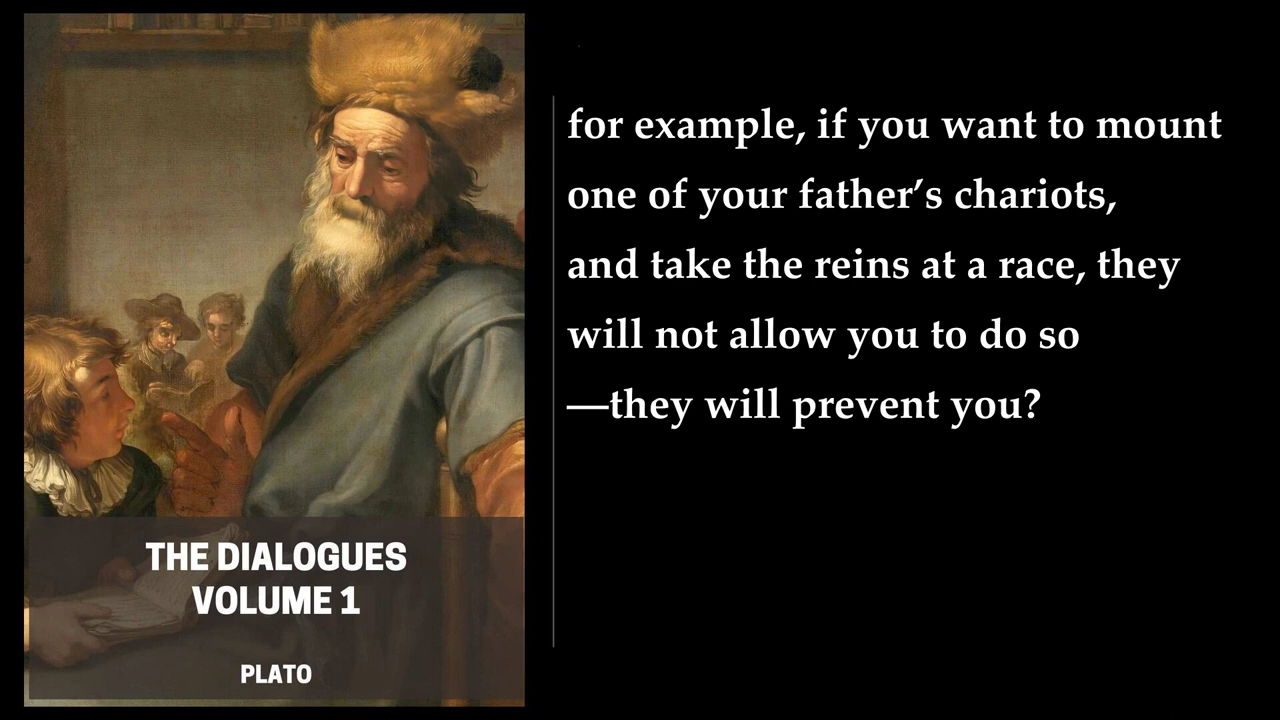 for example, if you want to mount
one of your father’s chariots,
and take the reins at a race, they
will not allow you to do so
—they will prevent you?
THE DIALOGUES
VOLUME 1
PLATO